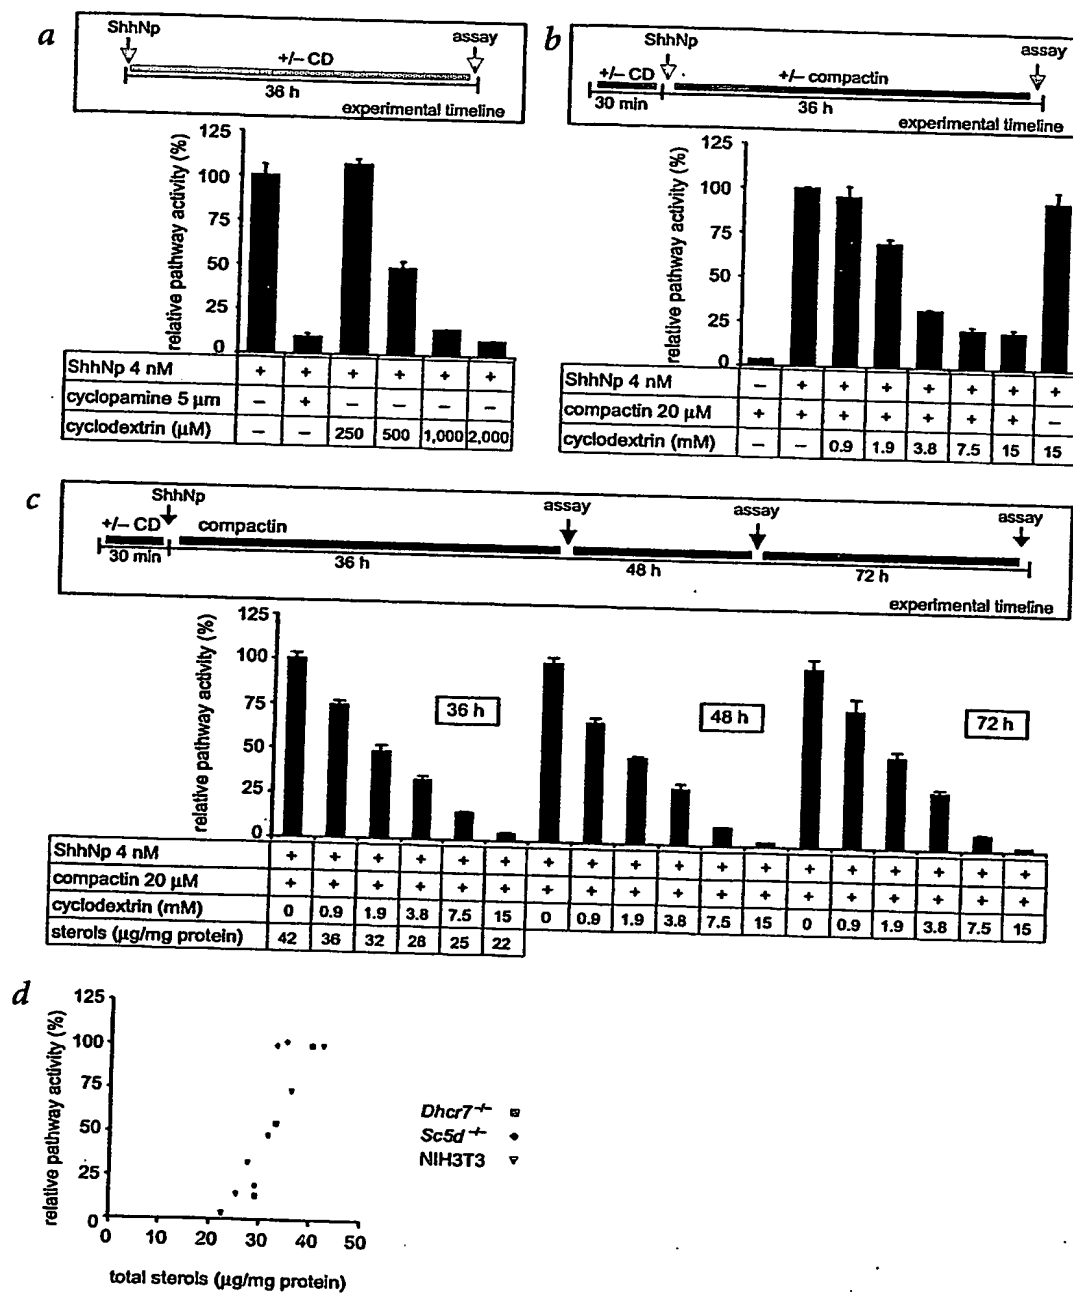 a
ShhNp
assay
+/– CD
36 h
experimental timeline
relative pathway activity (%)
125
100
75
50
25
0
ShhNp 4 nM + + + + + +
cyclopamine 5 µm – + – – – –
cyclodextrin (µM) – – 250 500 1,000 2,000
b
ShhNp
assay
+/– CD
+/– compactin
30 min
36 h
experimental timeline
relative pathway activity (%)
125
100
75
50
25
0
ShhNp 4 nM – + + + + + + +
compactin 20 µM + + + + + + + –
cyclodextrin (mM) – – 0.9 1.9 3.8 7.5 15 15
c
ShhNp
assay
assay
assay
+/– CD
compactin
30 min
36 h
48 h
72 h
experimental timeline
relative pathway activity (%)
125
100
75
50
25
0
36 h
48 h
72 h
ShhNp 4 nM + + + + + + + + + + + + + + + + + +
compactin 20 µM + + + + + + + + + + + + + + + + + +
cyclodextrin (mM) 0 0.9 1.9 3.8 7.5 15 0 0.9 1.9 3.8 7.5 15 0 0.9 1.9 3.8 7.5 15
sterols (µg/mg protein) 42 36 32 28 25 22
d
relative pathway activity (%)
125
100
75
50
25
0
0 10 20 30 40 50
total sterols (µg/mg protein)
Dhcr7–/–
Sc5d–/–
NIH3T3